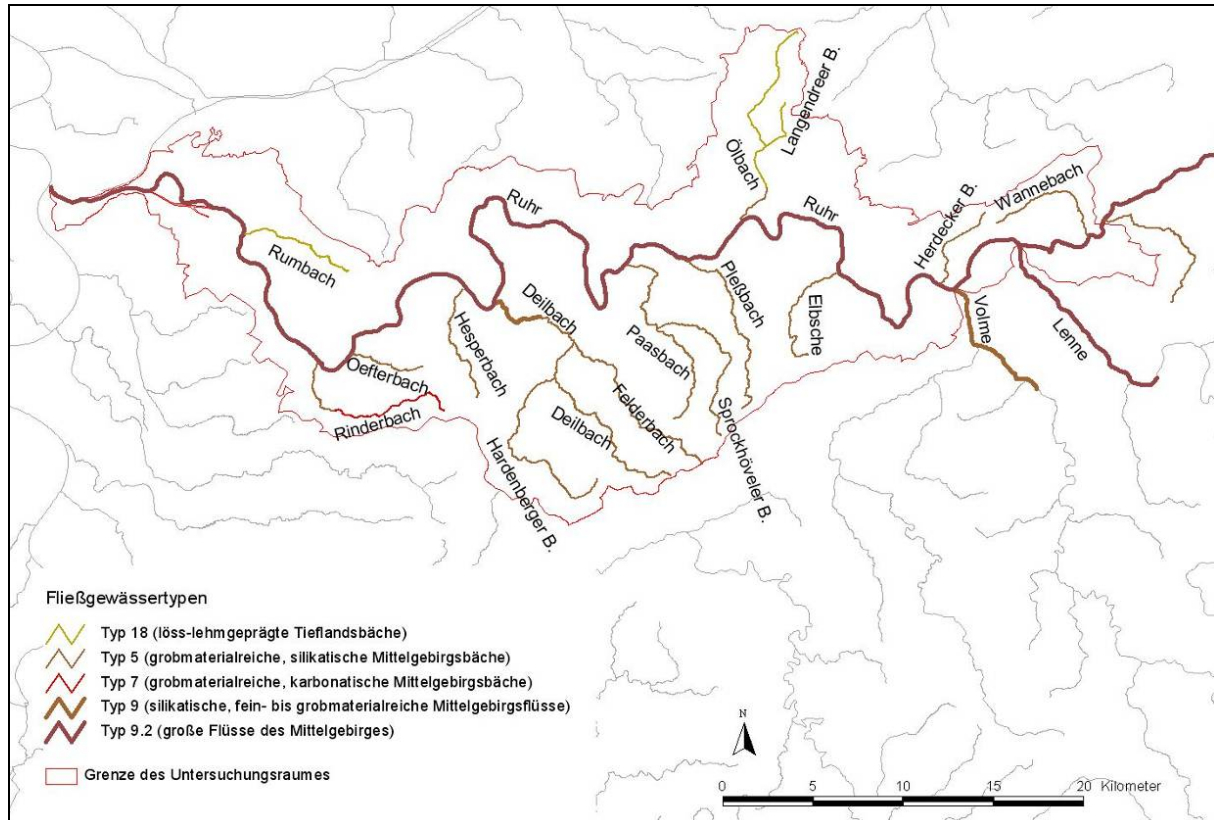 Langendreer B.
Ölbach
Herdecker B.
Wannebach
Ruhr
Ruhr
Rumbach
Pleßbach
Deilbach
Elbsche
Volme
Lenne
Hesperbach
Paasbach
Oefterbach
Felderbach
Rinderbach
Deilbach
Sprockhöveler B.
Hardenberger B.
Fließgewässertypen
Typ 18 (löss-lehmgeprägte Tieflandsbäche)
Typ 5 (grobmaterialreiche, silikatische Mittelgebirgsbäche)
Typ 7 (grobmaterialreiche, karbonatische Mittelgebirgsbäche)
Typ 9 (silikatische, fein- bis grobmaterialreiche Mittelgebirgsflüsse)
Typ 9.2 (große Flüsse des Mittelgebirges)
Grenze des Untersuchungsraumes
N
0 5 10 15 20 Kilometer